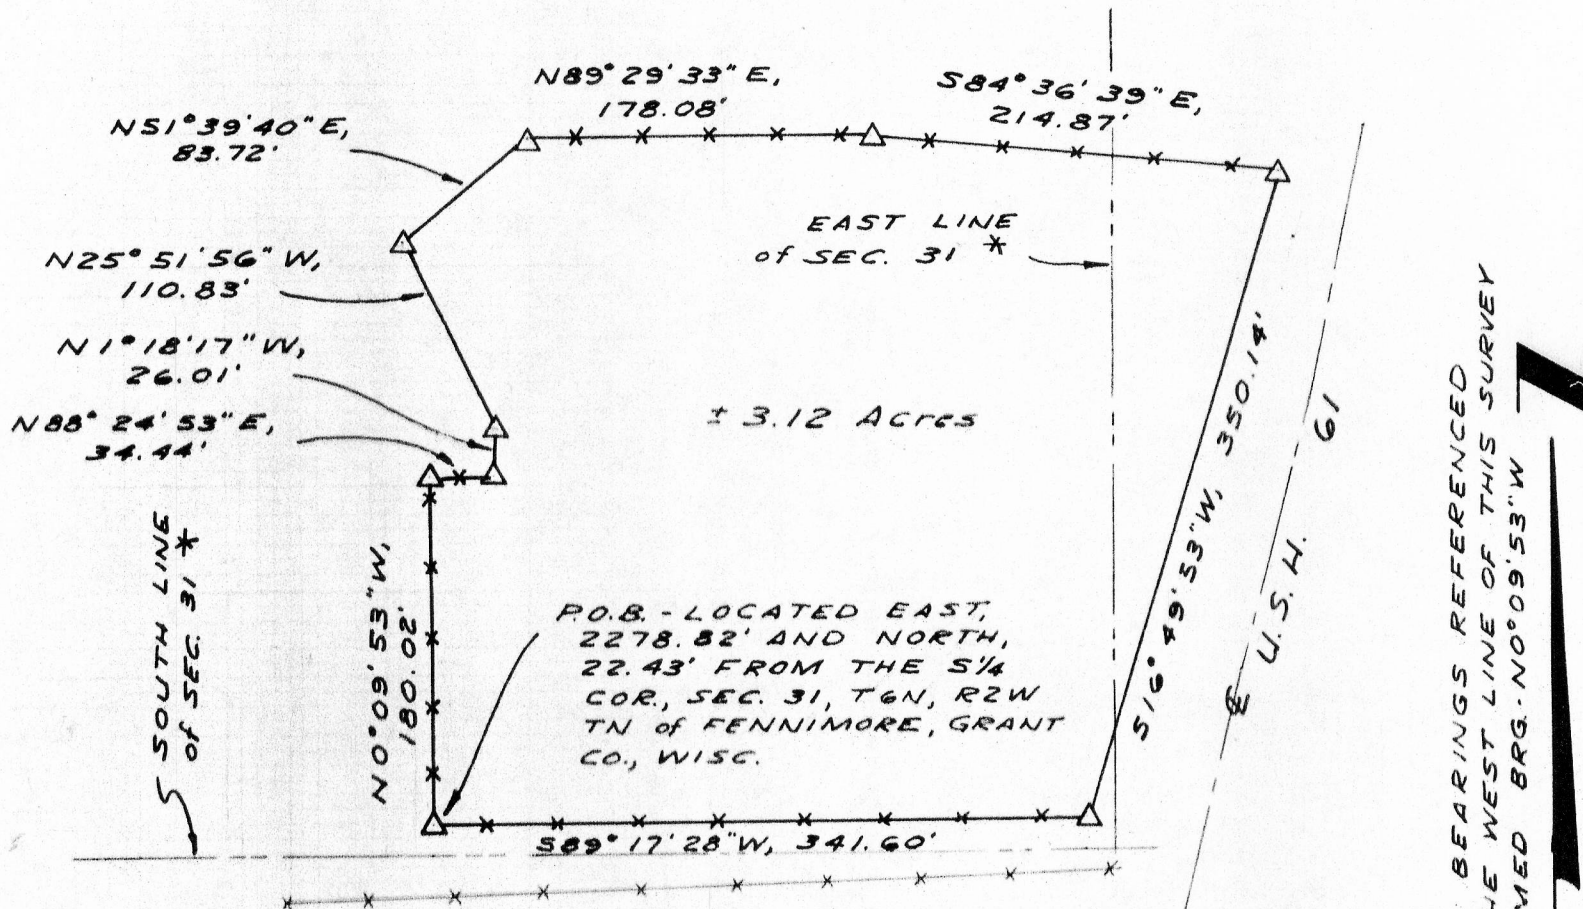 N89°29'33"E,
178.08'
S84°36'39"E,
214.87'
N51°39'40"E,
83.72'
EAST LINE
of SEC. 31 *
N25°51'56"W,
110.83'
N1°18'17"W,
26.01'
N88°24'53"E,
34.44'
± 3.12 Acres
S16°49'53"W, 350.14'
U.S.H. 61
SOUTH LINE
of SEC. 31 *
N0°09'53"W,
180.02'
P.O.B. - LOCATED EAST,
2278.82' AND NORTH,
22.43' FROM THE S1/4
COR., SEC. 31, T6N, R2W
TN of FENNIMORE, GRANT
CO., WISC.
S89°17'28"W, 341.60'
BEARINGS REFERENCED
HE WEST LINE OF THIS SURVEY
MED BRG.-N0°09'53"W